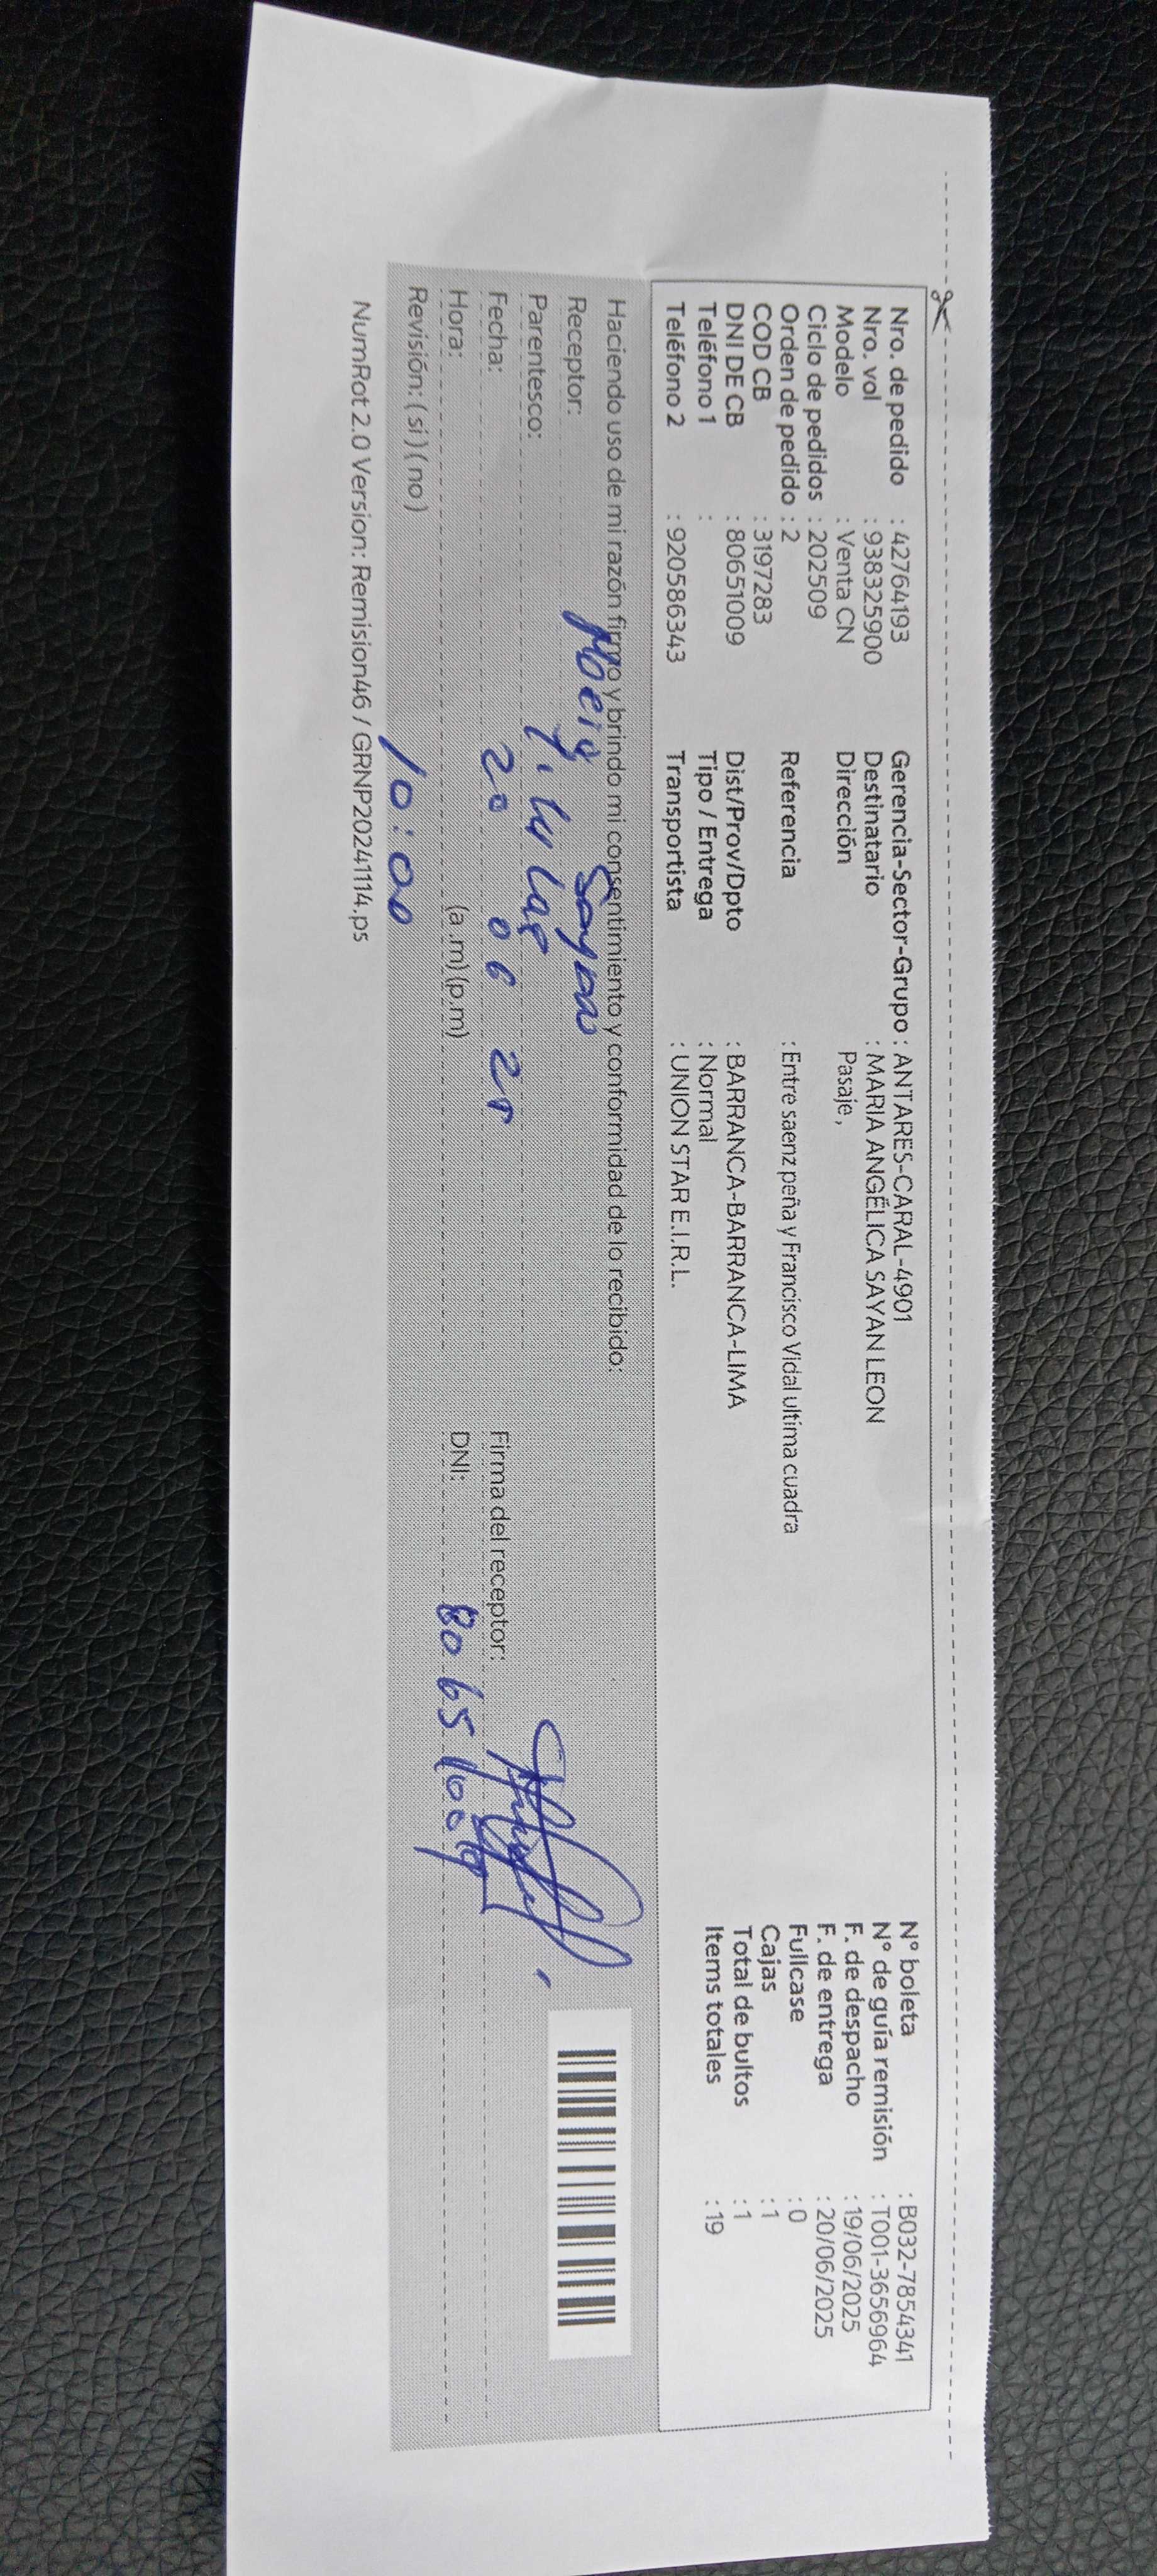 Nro. de pedido : 42764193
Nro. vol : 938325900
Modelo : Venta CN
Ciclo de pedidos : 202509
Orden de pedido : 2
COD CB : 3197283
DNI DE CB : 80651009
Teléfono 1 :
Teléfono 2 : 920586343
Gerencia-Sector-Grupo : ANTARES-CARAL-4901
Destinatario : MARIA ANGÉLICA SAYAN LEON
Dirección Pasaje ,
Referencia : Entre saenz peña y Francisco Vidal ultima cuadra
Dist/Prov/Dpto : BARRANCA-BARRANCA-LIMA
Tipo / Entrega : Normal
Transportista : UNION STAR E.I.R.L.
N° boleta : B032-7854341
N° de guía remisión : T001-3656964
F. de despacho : 19/06/2025
F. de entrega : 20/06/2025
Fullcase : 0
Cajas : 1
Total de bultos : 1
Items totales : 19
Haciendo uso de mi razón firmo y brindo mi consentimiento y conformidad de lo recibido:
Receptor: Sayan
Parentesco:
Fecha: 20 06 25
Hora: (a.m) (p.m)
Revisión: ( si ) ( no ) 10:00
Firma del receptor:
DNI: 80651009
NumRot 2.0 Version: Remision46 / GRNP20241114.ps